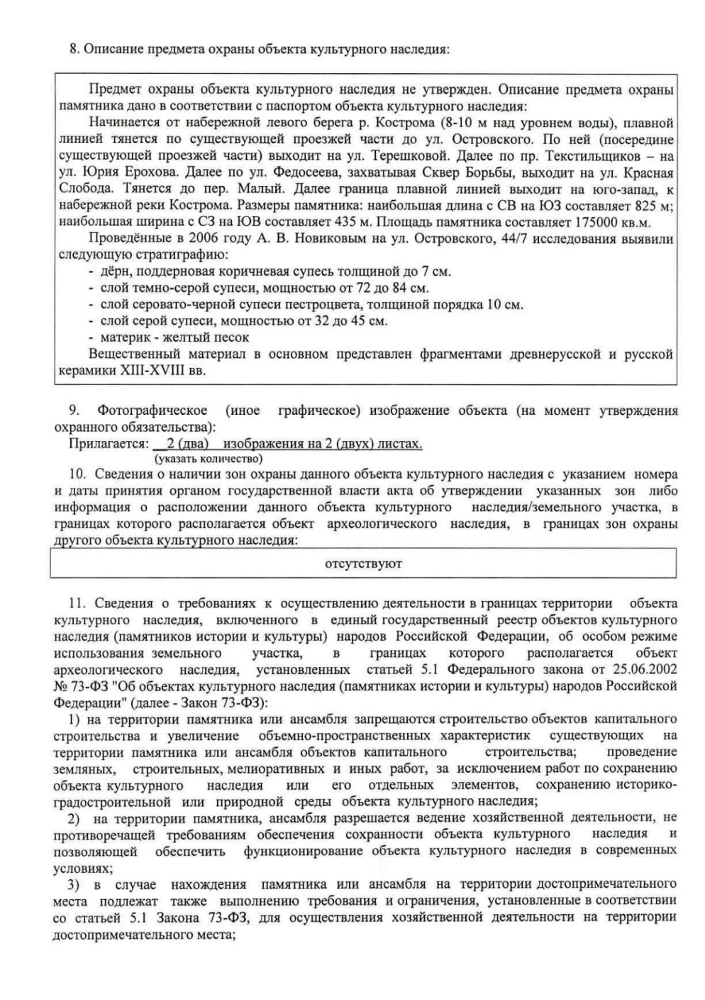 8. Описание предмета охраны объекта культурного наследия:
Предмет охраны объекта культурного наследия не утвержден. Описание предмета охраны
памятника дано в соответствии с паспортом объекта культурного наследия:
Начинается от набережной левого берега р. Кострома (8-10 м над уровнем воды), плавной
линией тянется по существующей проезжей части до ул. Островского. По ней (посередине
существующей проезжей части) выходит на ул. Терешковой. Далее по пр. Текстильщиков – на
ул. Юрия Ерохова. Далее по ул. Федосеева, захватывая Сквер Борьбы, выходит на ул. Красная
Слобода. Тянется до пер. Малый. Далее граница плавной линией выходит на юго-запад, к
набережной реки Кострома. Размеры памятника: наибольшая длина с СВ на ЮЗ составляет 825 м;
наибольшая ширина с СЗ на ЮВ составляет 435 м. Площадь памятника составляет 175000 кв.м.
Проведённые в 2006 году А. В. Новиковым на ул. Островского, 44/7 исследования выявили
следующую стратиграфию:
- дёрн, поддерновая коричневая супесь толщиной до 7 см.
- слой темно-серой супеси, мощностью от 72 до 84 см.
- слой серовато-черной супеси пестроцвета, толщиной порядка 10 см.
- слой серой супеси, мощностью от 32 до 45 см.
- материк - желтый песок
Вещественный материал в основном представлен фрагментами древнерусской и русской
керамики XIII-XVIII вв.
9. Фотографическое (иное графическое) изображение объекта (на момент утверждения
охранного обязательства):
Прилагается: __2 (два) изображения на 2 (двух) листах.
(указать количество)
10. Сведения о наличии зон охраны данного объекта культурного наследия с указанием номера
и даты принятия органом государственной власти акта об утверждении указанных зон либо
информация о расположении данного объекта культурного наследия/земельного участка, в
границах которого располагается объект археологического наследия, в границах зон охраны
другого объекта культурного наследия:
отсутствуют
11. Сведения о требованиях к осуществлению деятельности в границах территории объекта
культурного наследия, включенного в единый государственный реестр объектов культурного
наследия (памятников истории и культуры) народов Российской Федерации, об особом режиме
использования земельного участка, в границах которого располагается объект
археологического наследия, установленных статьей 5.1 Федерального закона от 25.06.2002
№ 73-ФЗ "Об объектах культурного наследия (памятниках истории и культуры) народов Российской
Федерации" (далее - Закон 73-ФЗ):
1) на территории памятника или ансамбля запрещаются строительство объектов капитального
строительства и увеличение объемно-пространственных характеристик существующих на
территории памятника или ансамбля объектов капитального строительства; проведение
земляных, строительных, мелиоративных и иных работ, за исключением работ по сохранению
объекта культурного наследия или его отдельных элементов, сохранению историко-
градостроительной или природной среды объекта культурного наследия;
2) на территории памятника, ансамбля разрешается ведение хозяйственной деятельности, не
противоречащей требованиям обеспечения сохранности объекта культурного наследия и
позволяющей обеспечить функционирование объекта культурного наследия в современных
условиях;
3) в случае нахождения памятника или ансамбля на территории достопримечательного
места подлежат также выполнению требования и ограничения, установленные в соответствии
со статьей 5.1 Закона 73-ФЗ, для осуществления хозяйственной деятельности на территории
достопримечательного места;